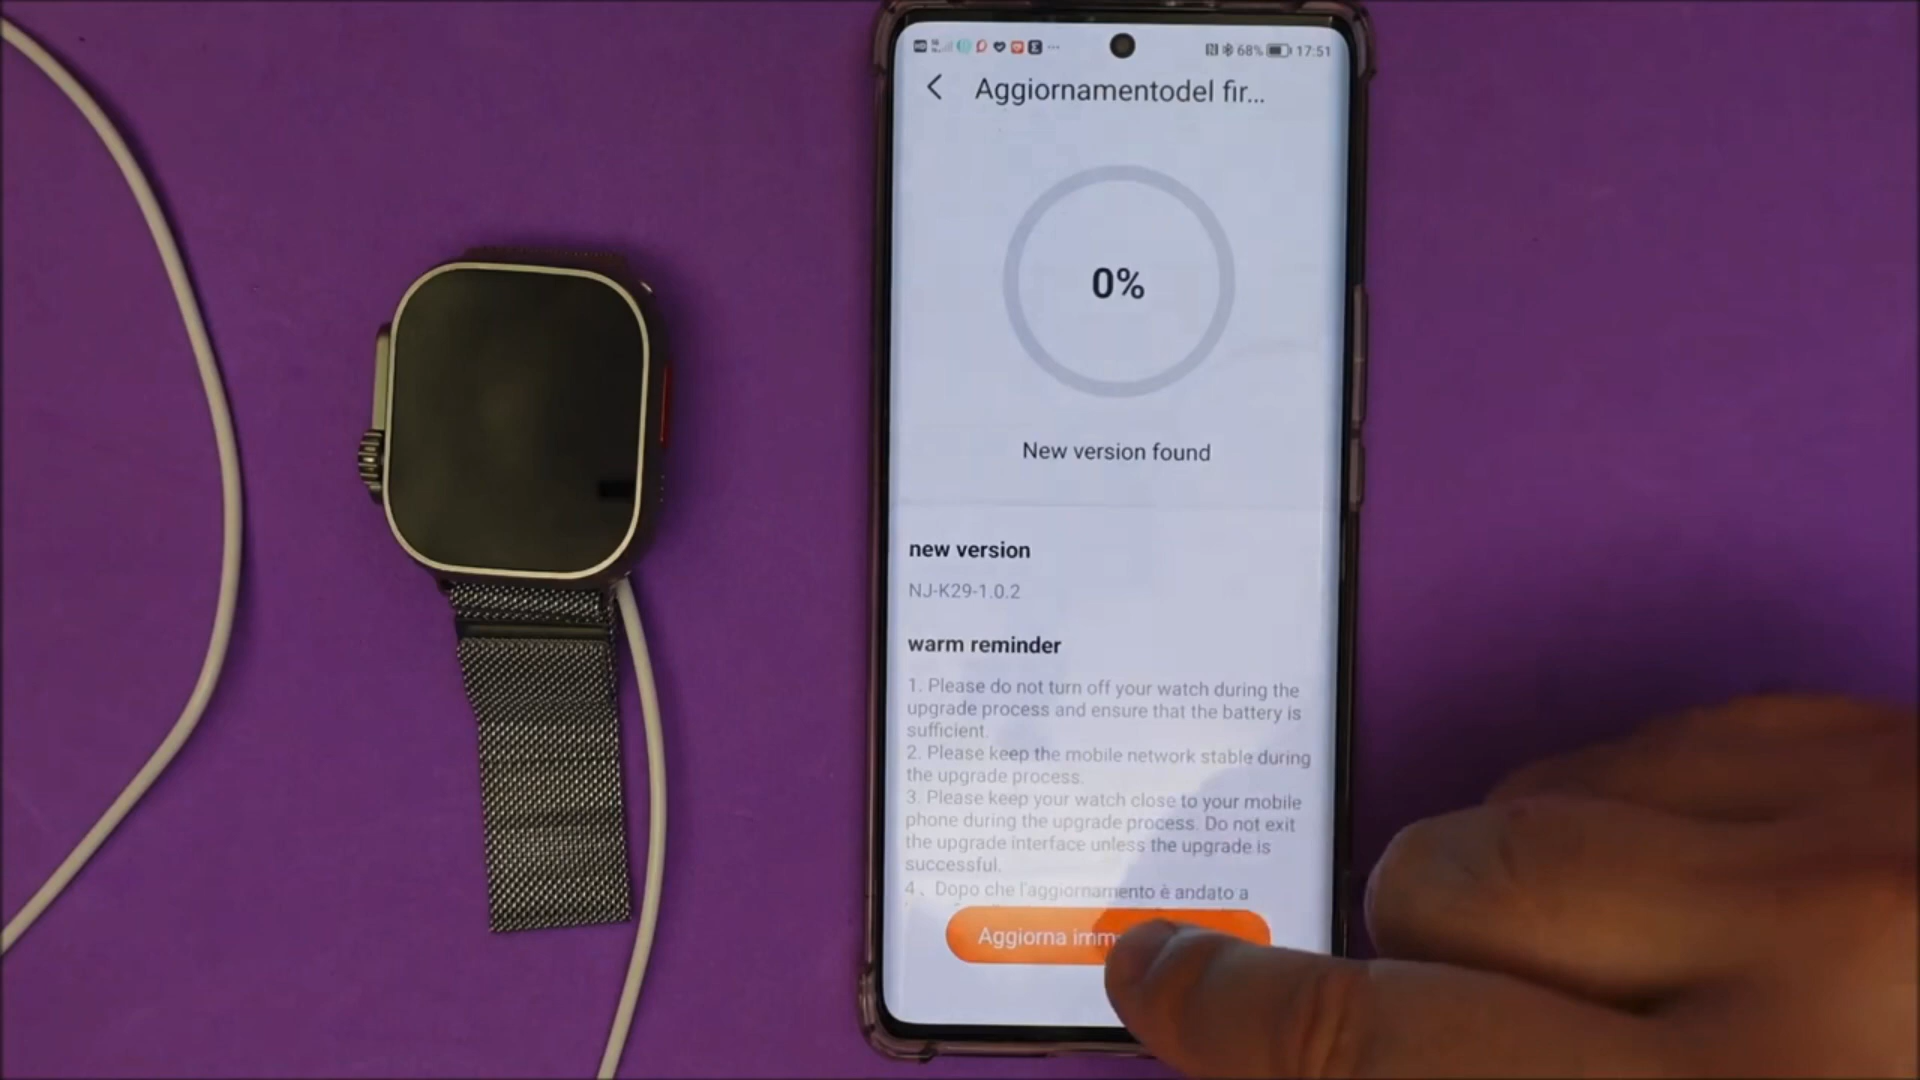 68% 17:51
Aggiornamentodel fir...
0%
New version found
new version
NJ-K29-1.0.2
warm reminder
1. Please do not turn off your watch during the
upgrade process and ensure that the battery is
sufficient.
2. Please keep the mobile network stable during
the upgrade process.
3. Please keep your watch close to your mobile
phone during the upgrade process. Do not exit
the upgrade interface unless the upgrade is
successful.
4、Dopo che l'aggiornamento è andato a
Aggiorna imm